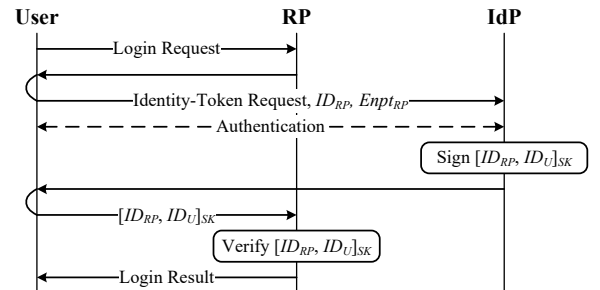 User RP IdP
Login Request
Identity-Token Request, ID_RP, Enpt_RP
Authentication
Sign [ID_RP, ID_U]_SK
[ID_RP, ID_U]_SK
Verify [ID_RP, ID_U]_SK
Login Result